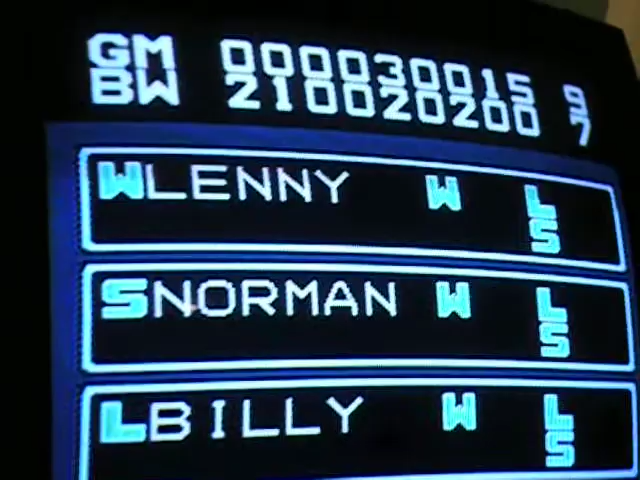 GM 000030015 9
BW 210020200 7
WLENNY W L
S
SNORMAN W L
S
LBILLY W L
S